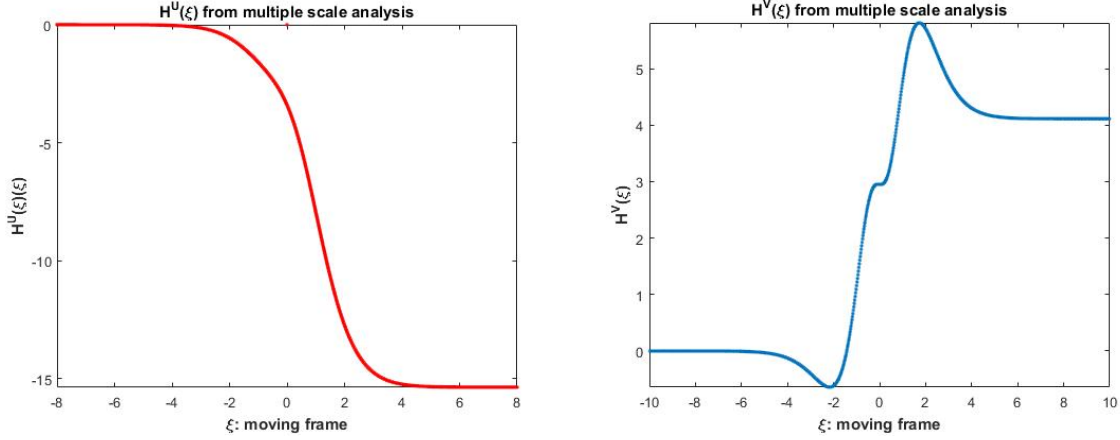 H^U(ξ) from multiple scale analysis
0
-5
-10
-15
H^U(ξ)(ξ)
-8 -6 -4 -2 0 2 4 6 8
ξ: moving frame
H^V(ξ) from multiple scale analysis
5
4
3
2
1
0
H^V(ξ)
-10 -8 -6 -4 -2 0 2 4 6 8 10
ξ: moving frame